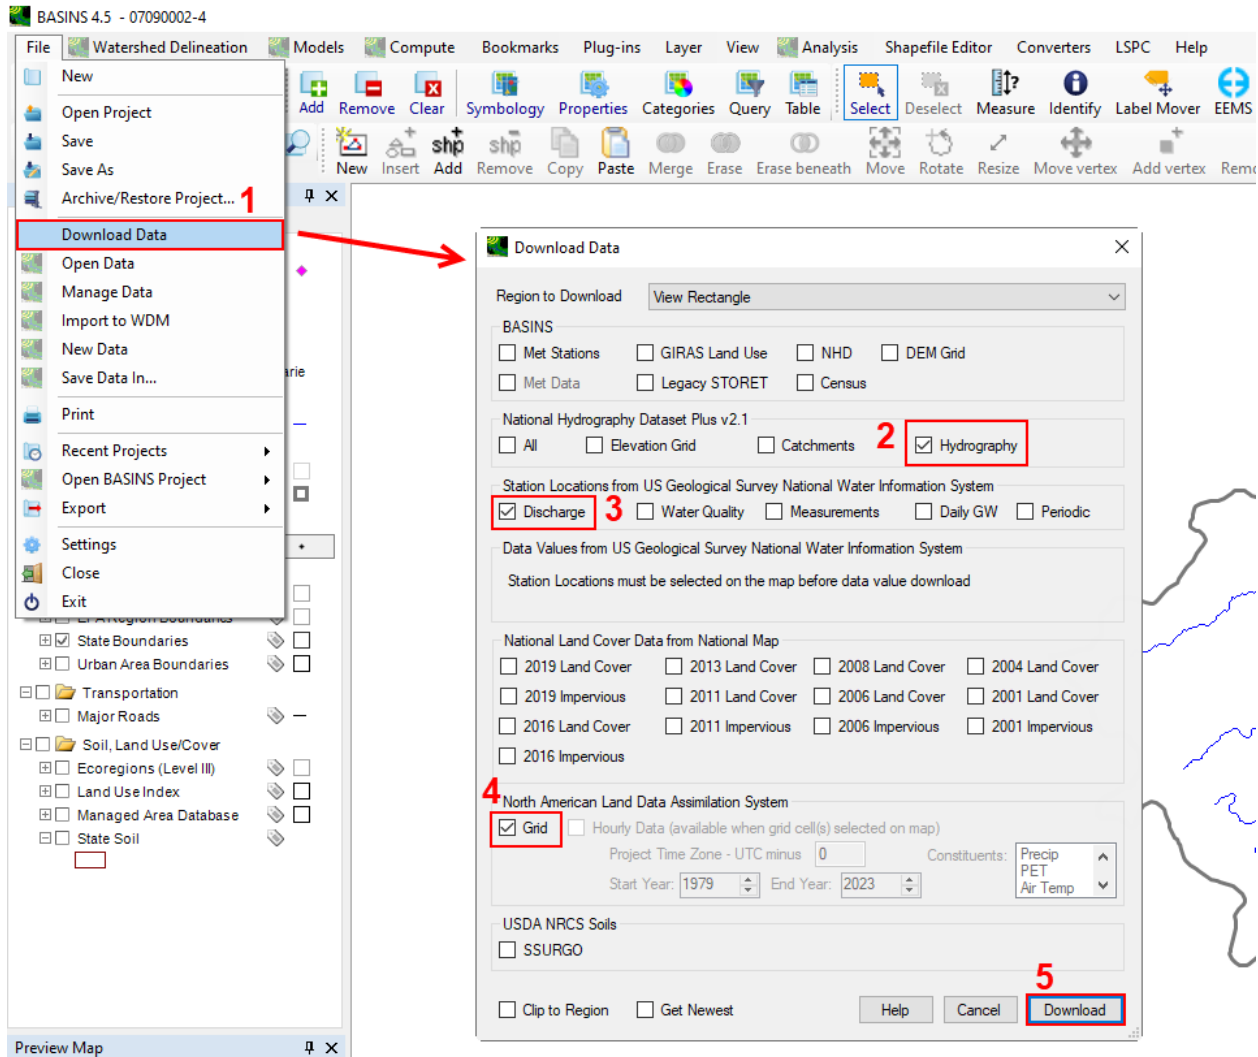 BASINS 4.5 - 07090002-4
File Watershed Delineation Models Compute Bookmarks Plug-ins Layer View Analysis Shapefile Editor Converters LSPC Help
New
Open Project
Save
Save As
Archive/Restore Project... 1
Download Data
Open Data
Manage Data
Import to WDM
New Data
Save Data In...
Print
Recent Projects
Open BASINS Project
Export
Settings
Close
Exit
Add Remove Clear Symbology Properties Categories Query Table Select Deselect Measure Identify Label Mover EEMS
shp shp
New Insert Add Remove Copy Paste Merge Erase Erase beneath Move Rotate Resize Move vertex Add vertex Remo
arie
EPA Region Boundaries
State Boundaries
Urban Area Boundaries
Transportation
Major Roads
Soil, Land Use/Cover
Ecoregions (Level III)
Land Use Index
Managed Area Database
State Soil
Preview Map
Download Data
Region to Download View Rectangle
BASINS
Met Stations GIRAS Land Use NHD DEM Grid
Met Data Legacy STORET Census
National Hydrography Dataset Plus v2.1
All Elevation Grid Catchments 2 Hydrography
Station Locations from US Geological Survey National Water Information System
Discharge 3 Water Quality Measurements Daily GW Periodic
Data Values from US Geological Survey National Water Information System
Station Locations must be selected on the map before data value download
National Land Cover Data from National Map
2019 Land Cover 2013 Land Cover 2008 Land Cover 2004 Land Cover
2019 Impervious 2011 Land Cover 2006 Land Cover 2001 Land Cover
2016 Land Cover 2011 Impervious 2006 Impervious 2001 Impervious
2016 Impervious
4
North American Land Data Assimilation System
Grid Hourly Data (available when grid cell(s) selected on map)
Project Time Zone - UTC minus 0 Constituents: Precip
PET
Start Year: 1979 End Year: 2023 Air Temp
USDA NRCS Soils
SSURGO
5
Clip to Region Get Newest Help Cancel Download